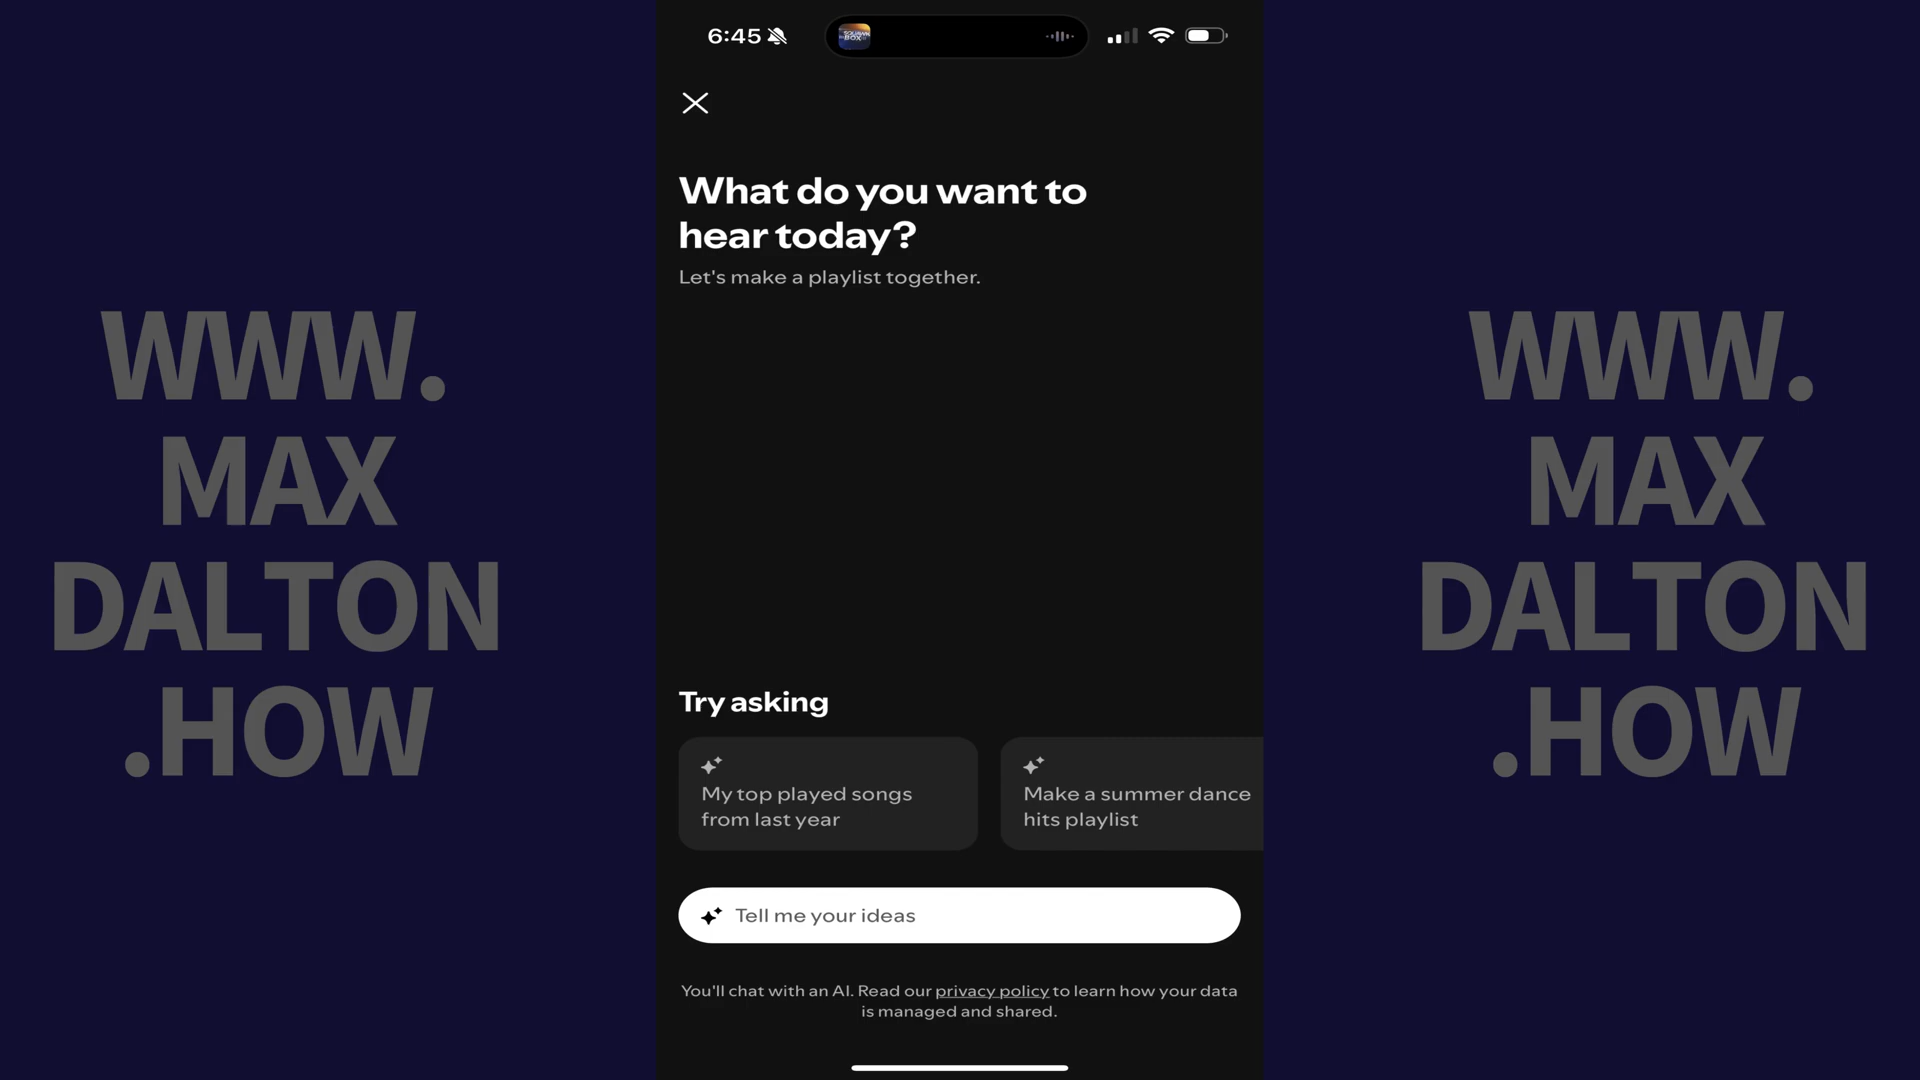 WWW.
MAX
DALTON
.HOW
6:45
SQUAWK
BOX
What do you want to
hear today?
Let's make a playlist together.
Try asking
My top played songs
from last year
Make a summer dance
hits playlist
Tell me your ideas
You'll chat with an AI. Read our privacy policy to learn how your data
is managed and shared.
WWW.
MAX
DALTON
.HOW